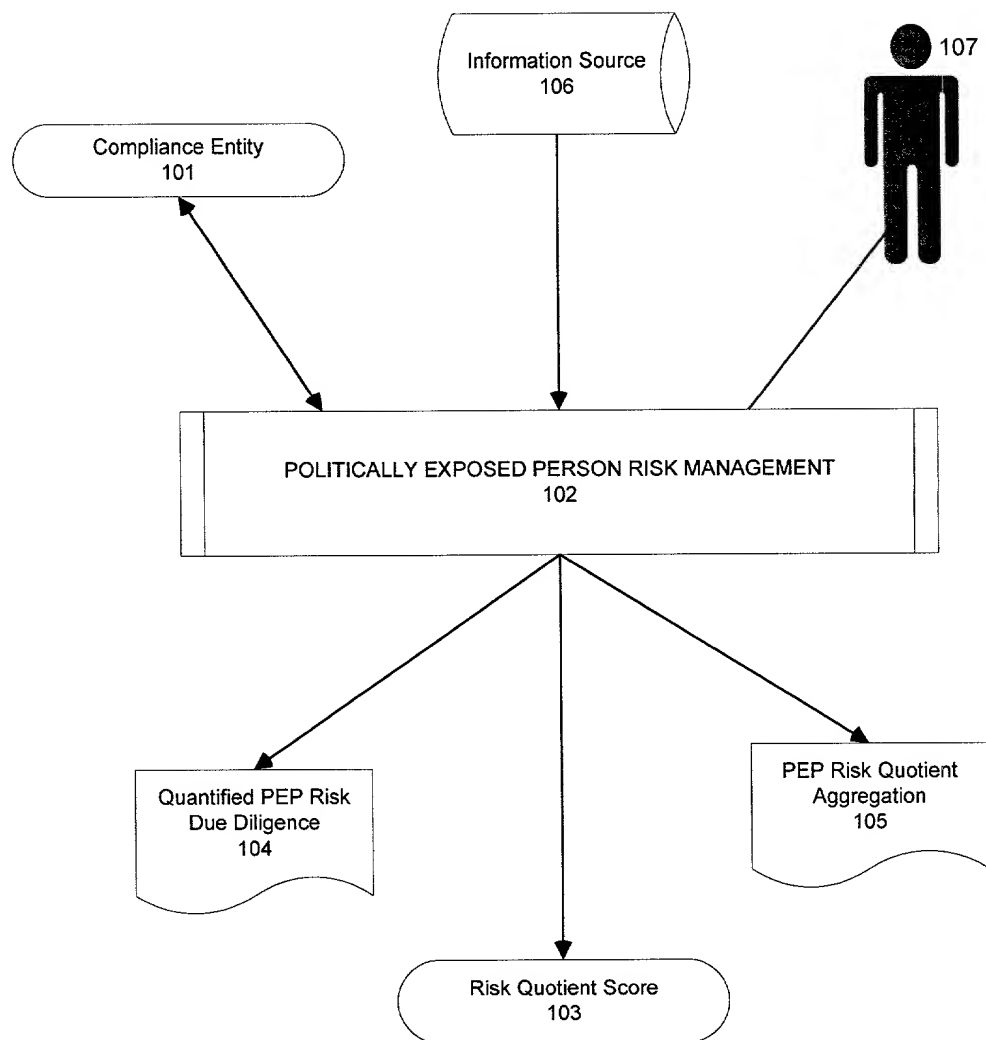 Information Source
106
107
Compliance Entity
101
POLITICALLY EXPOSED PERSON RISK MANAGEMENT
102
Quantified PEP Risk
Due Diligence
104
PEP Risk Quotient
Aggregation
105
Risk Quotient Score
103